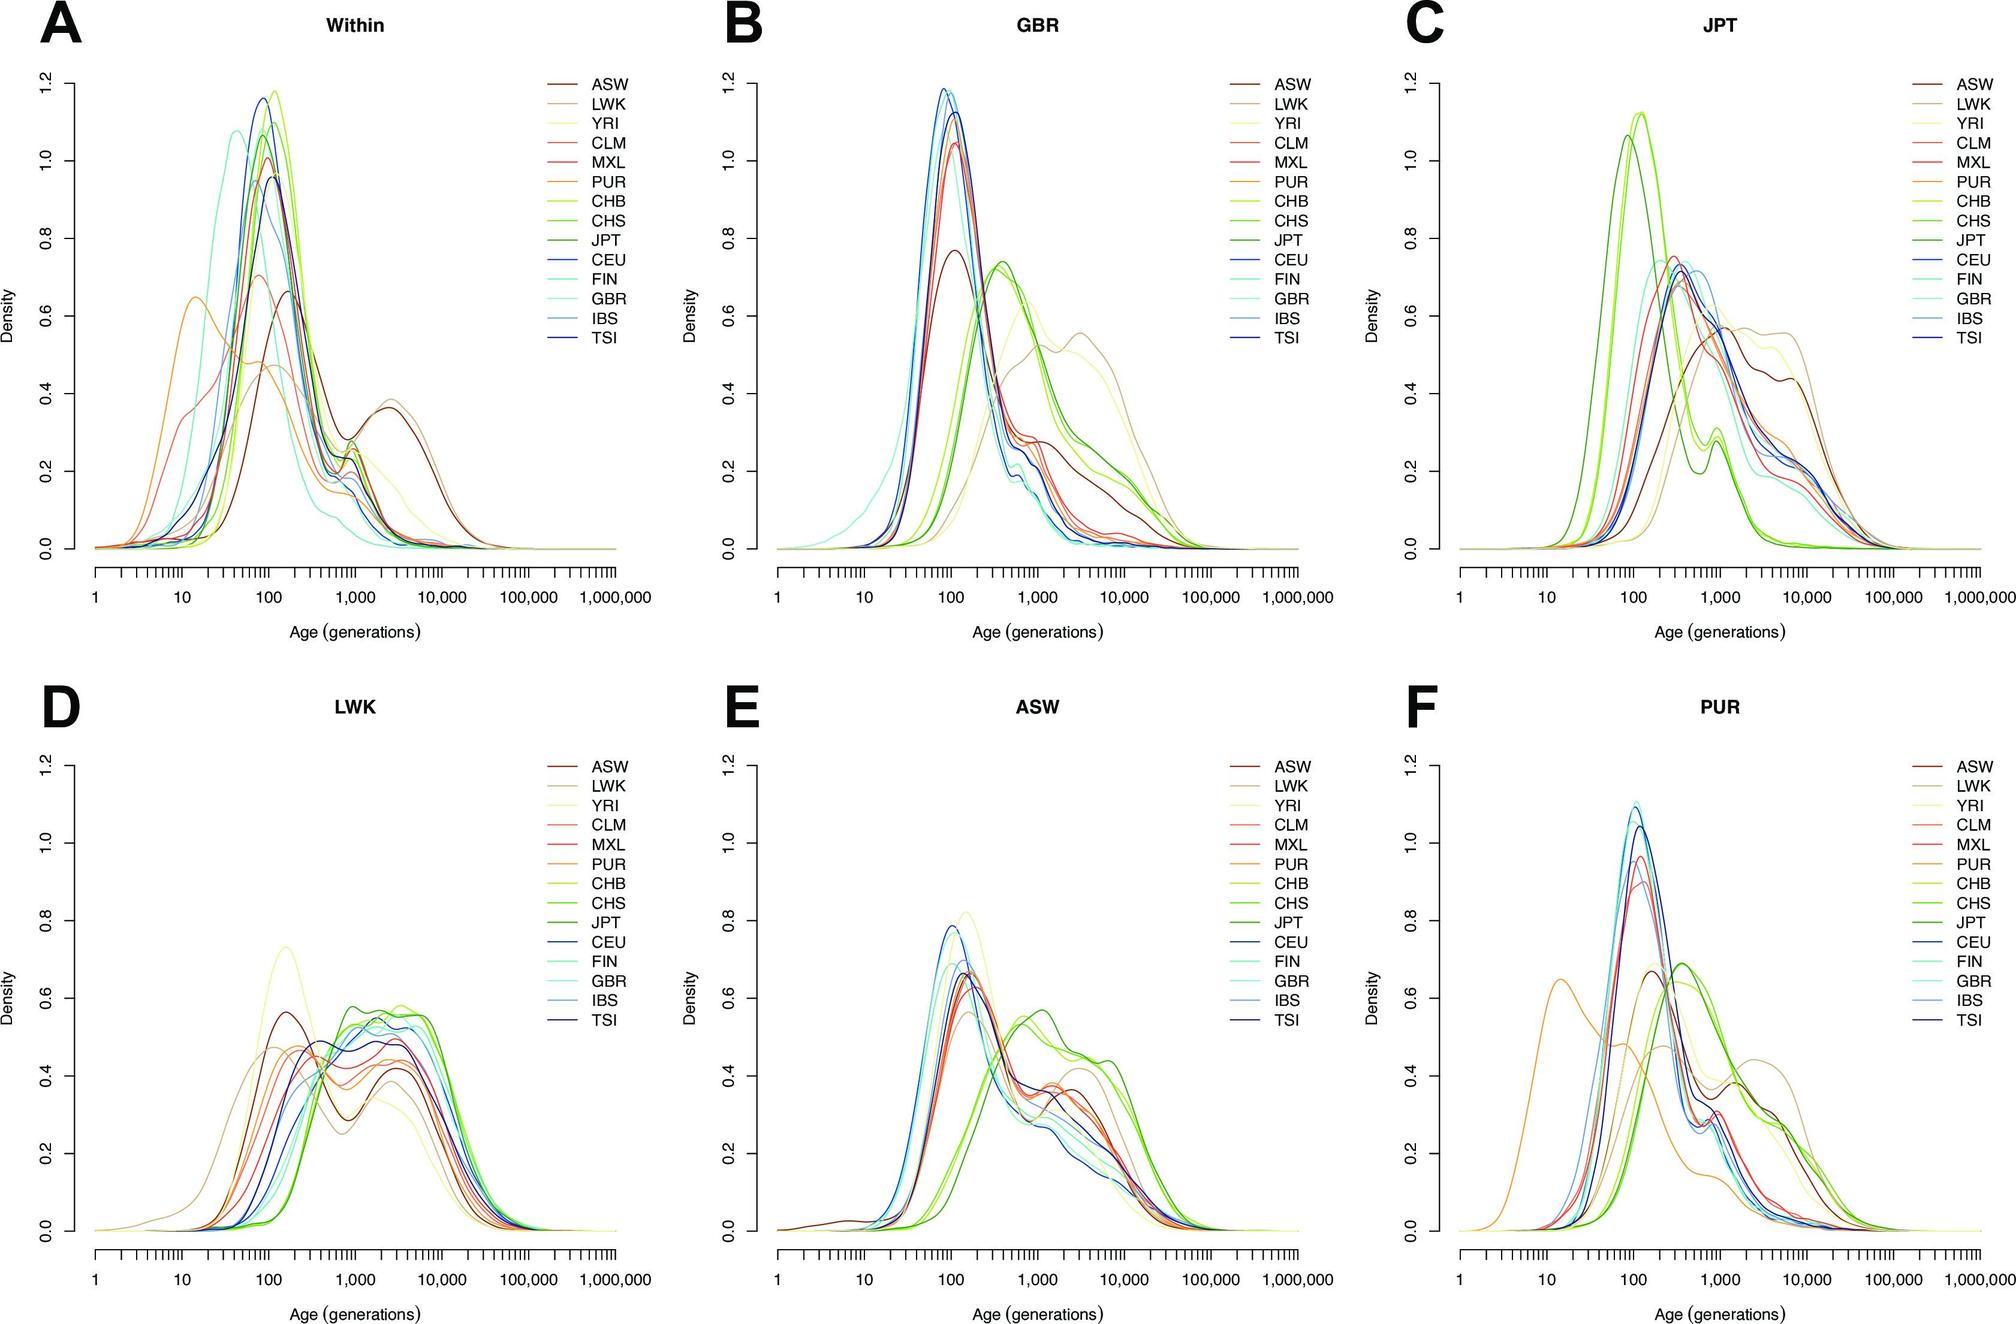 A
Within
Density
0.0 0.2 0.4 0.6 0.8 1.0 1.2
ASW
LWK
YRI
CLM
MXL
PUR
CHB
CHS
JPT
CEU
FIN
GBR
IBS
TSI
1 10 100 1,000 10,000 100,000 1,000,000
Age (generations)
B
GBR
Density
0.0 0.2 0.4 0.6 0.8 1.0 1.2
ASW
LWK
YRI
CLM
MXL
PUR
CHB
CHS
JPT
CEU
FIN
GBR
IBS
TSI
1 10 100 1,000 10,000 100,000 1,000,000
Age (generations)
C
JPT
Density
0.0 0.2 0.4 0.6 0.8 1.0 1.2
ASW
LWK
YRI
CLM
MXL
PUR
CHB
CHS
JPT
CEU
FIN
GBR
IBS
TSI
1 10 100 1,000 10,000 100,000 1,000,000
Age (generations)
D
LWK
Density
0.0 0.2 0.4 0.6 0.8 1.0 1.2
ASW
LWK
YRI
CLM
MXL
PUR
CHB
CHS
JPT
CEU
FIN
GBR
IBS
TSI
1 10 100 1,000 10,000 100,000 1,000,000
Age (generations)
E
ASW
Density
0.0 0.2 0.4 0.6 0.8 1.0 1.2
ASW
LWK
YRI
CLM
MXL
PUR
CHB
CHS
JPT
CEU
FIN
GBR
IBS
TSI
1 10 100 1,000 10,000 100,000 1,000,000
Age (generations)
F
PUR
Density
0.0 0.2 0.4 0.6 0.8 1.0 1.2
ASW
LWK
YRI
CLM
MXL
PUR
CHB
CHS
JPT
CEU
FIN
GBR
IBS
TSI
1 10 100 1,000 10,000 100,000 1,000,000
Age (generations)